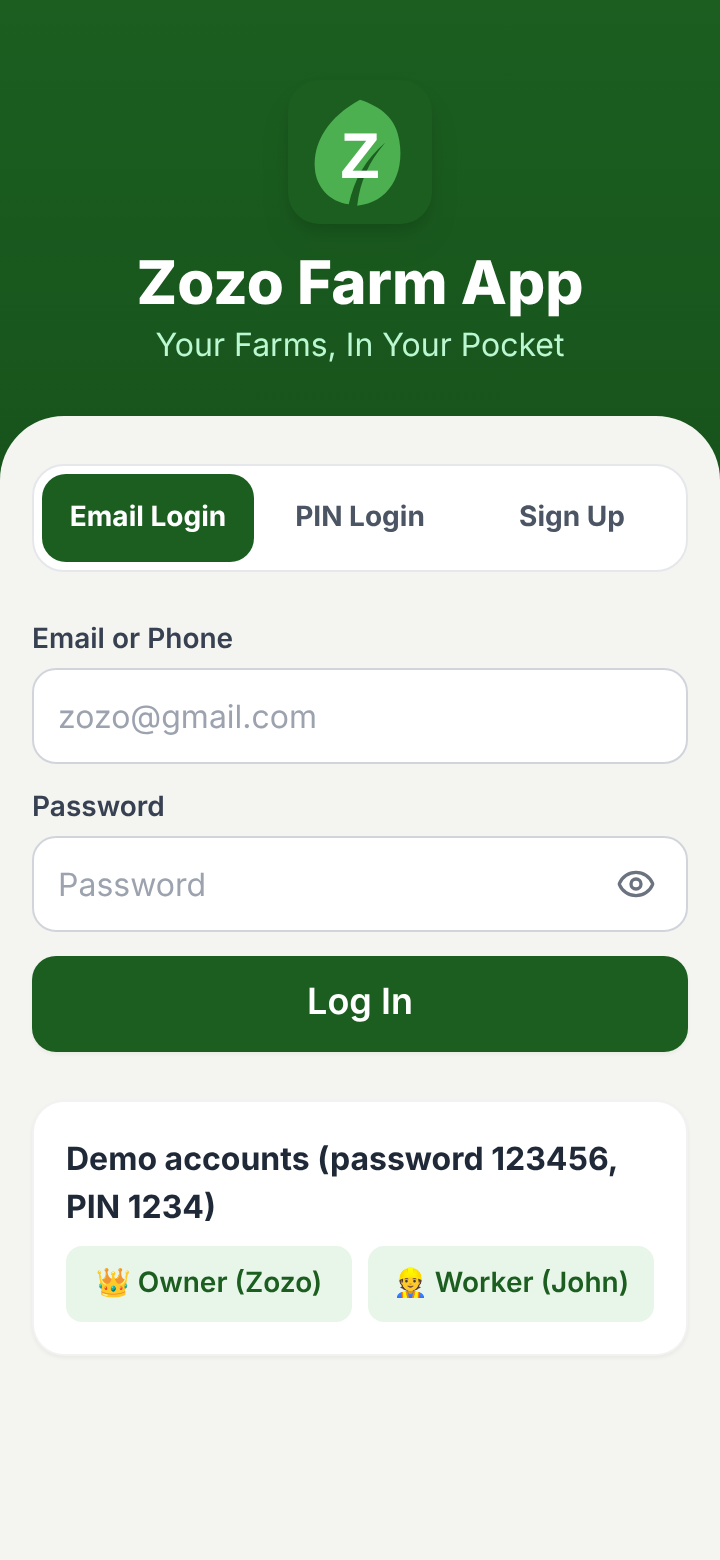 Z
Zozo Farm App
Your Farms, In Your Pocket
Email Login PIN Login Sign Up
Email or Phone
zozo@gmail.com
Password
Password
Log In
Demo accounts (password 123456,
PIN 1234)
👑 Owner (Zozo) 👷 Worker (John)